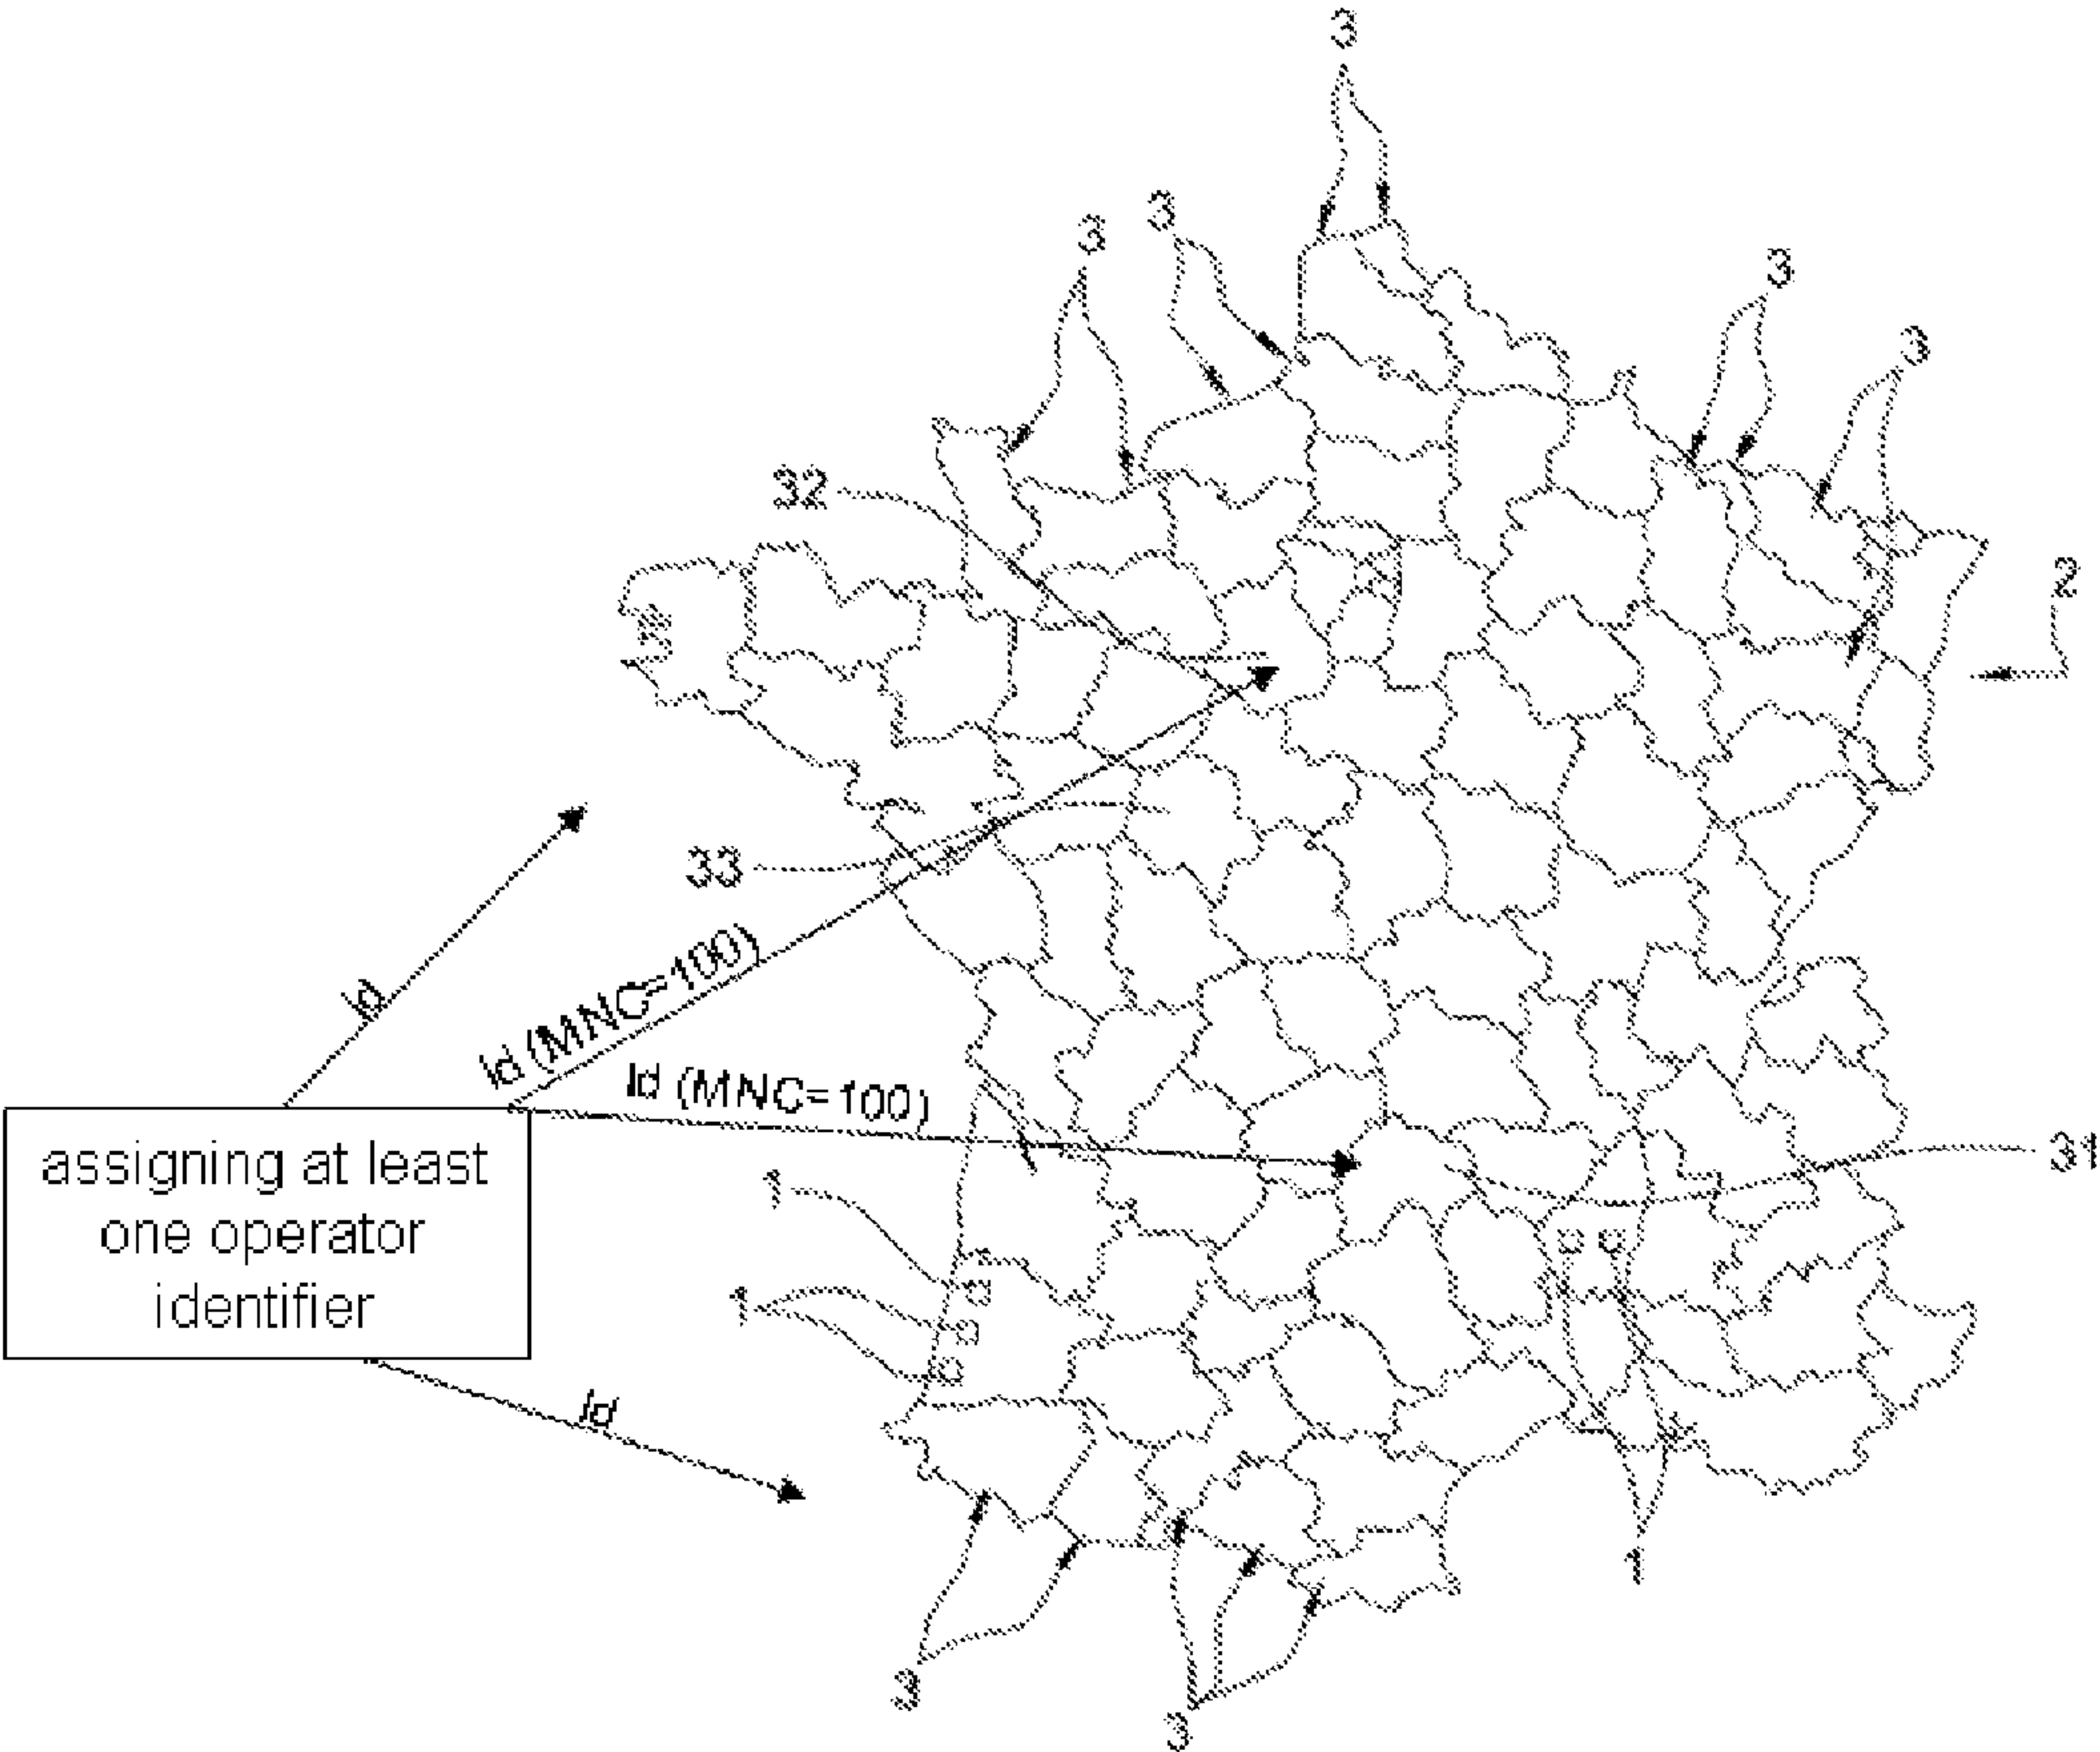 3
3
3
3
3
32
2
33
Id
Id (MNC=100)
Id (MNC=100)
assigning at least
one operator
identifier
31
1
1
Id
1
3
3